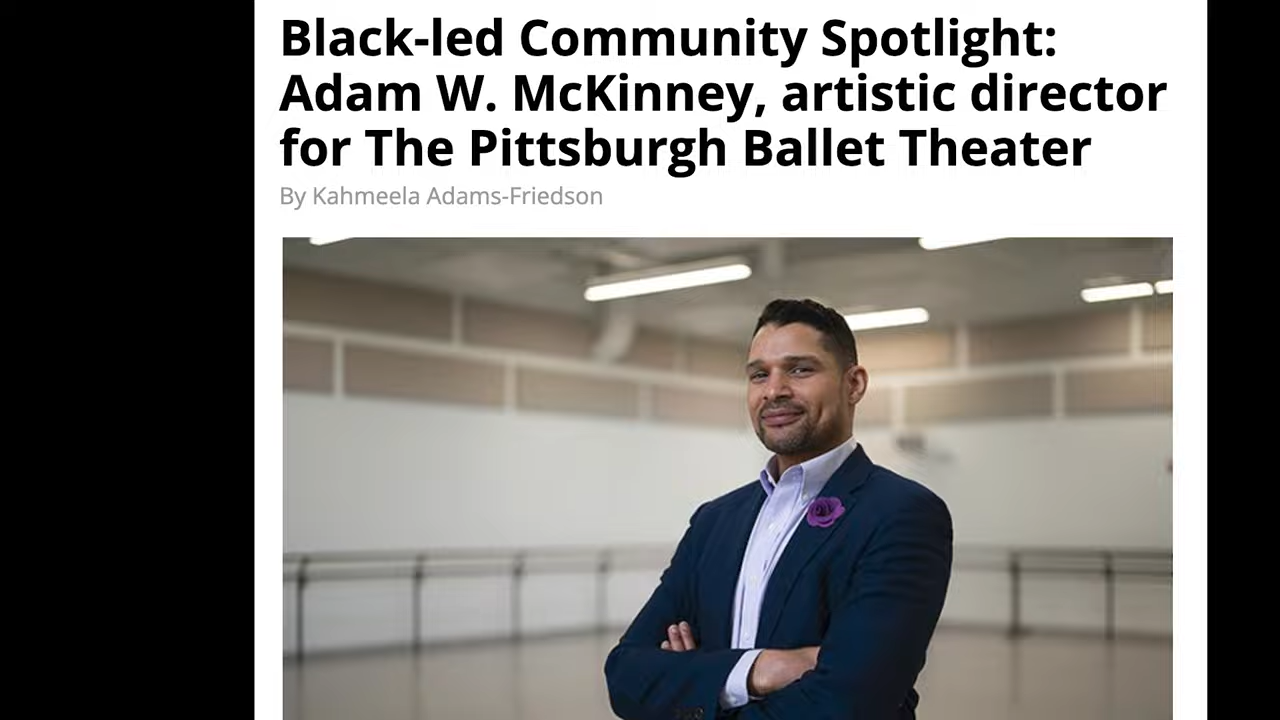 Black-led Community Spotlight:
Adam W. McKinney, artistic director
for The Pittsburgh Ballet Theater
By Kahmeela Adams-Friedson